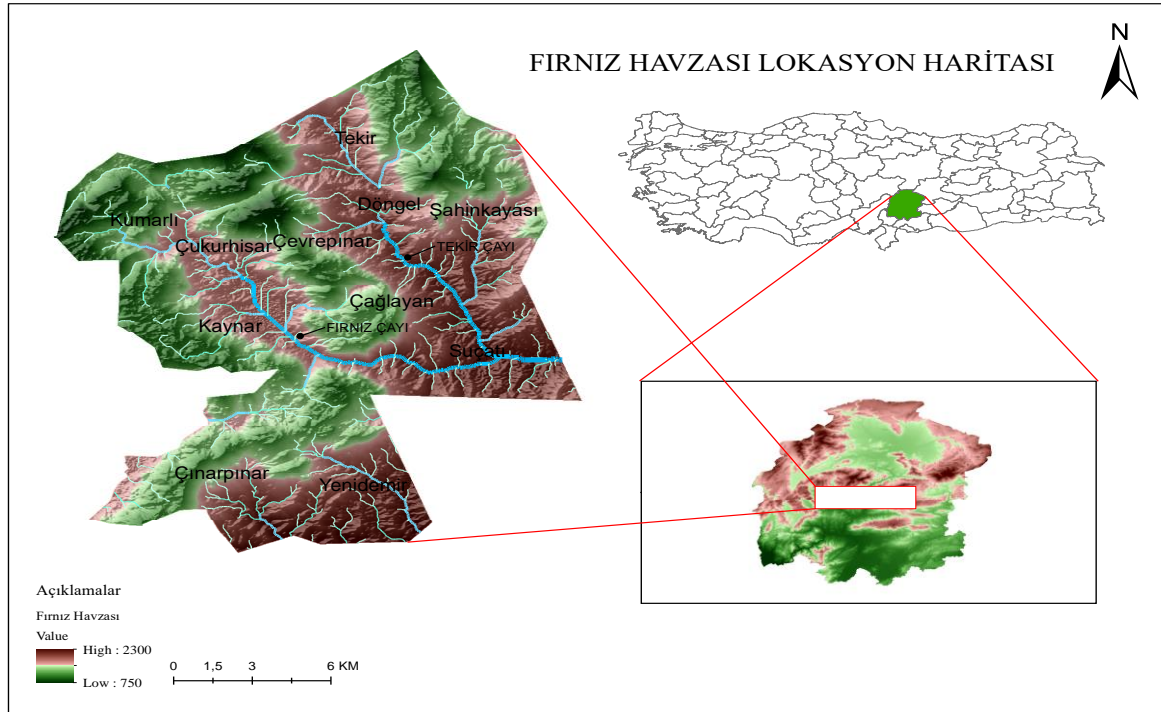 FIRNIZ HAVZASI LOKASYON HARİTASI
N
Tekir
Döngel
Şahinkayası
Kumarlı
Çukurhisar
Çevrepınar
TEKİR ÇAYI
Çağlayan
Kaynar
FIRNIZ ÇAYI
Suçatı
Çınarpınar
Yenidemir
Açıklamalar
Fırnız Havzası
Value
High : 2300
Low : 750
0 1,5 3 6 KM